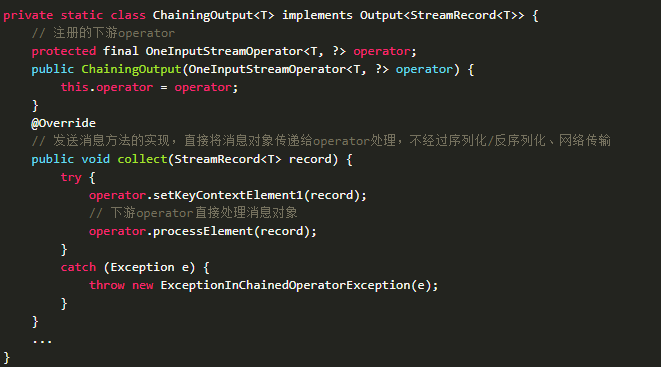 private static class ChainingOutput<T> implements Output<StreamRecord<T>> {
    // 注册的下游operator
    protected final OneInputStreamOperator<T, ?> operator;
    public ChainingOutput(OneInputStreamOperator<T, ?> operator) {
        this.operator = operator;
    }
    @Override
    // 发送消息方法的实现，直接将消息对象传递给operator处理，不经过序列化/反序列化、网络传输
    public void collect(StreamRecord<T> record) {
        try {
            operator.setKeyContextElement1(record);
            // 下游operator直接处理消息对象
            operator.processElement(record);
        }
        catch (Exception e) {
            throw new ExceptionInChainedOperatorException(e);
        }
    }
    ...
}